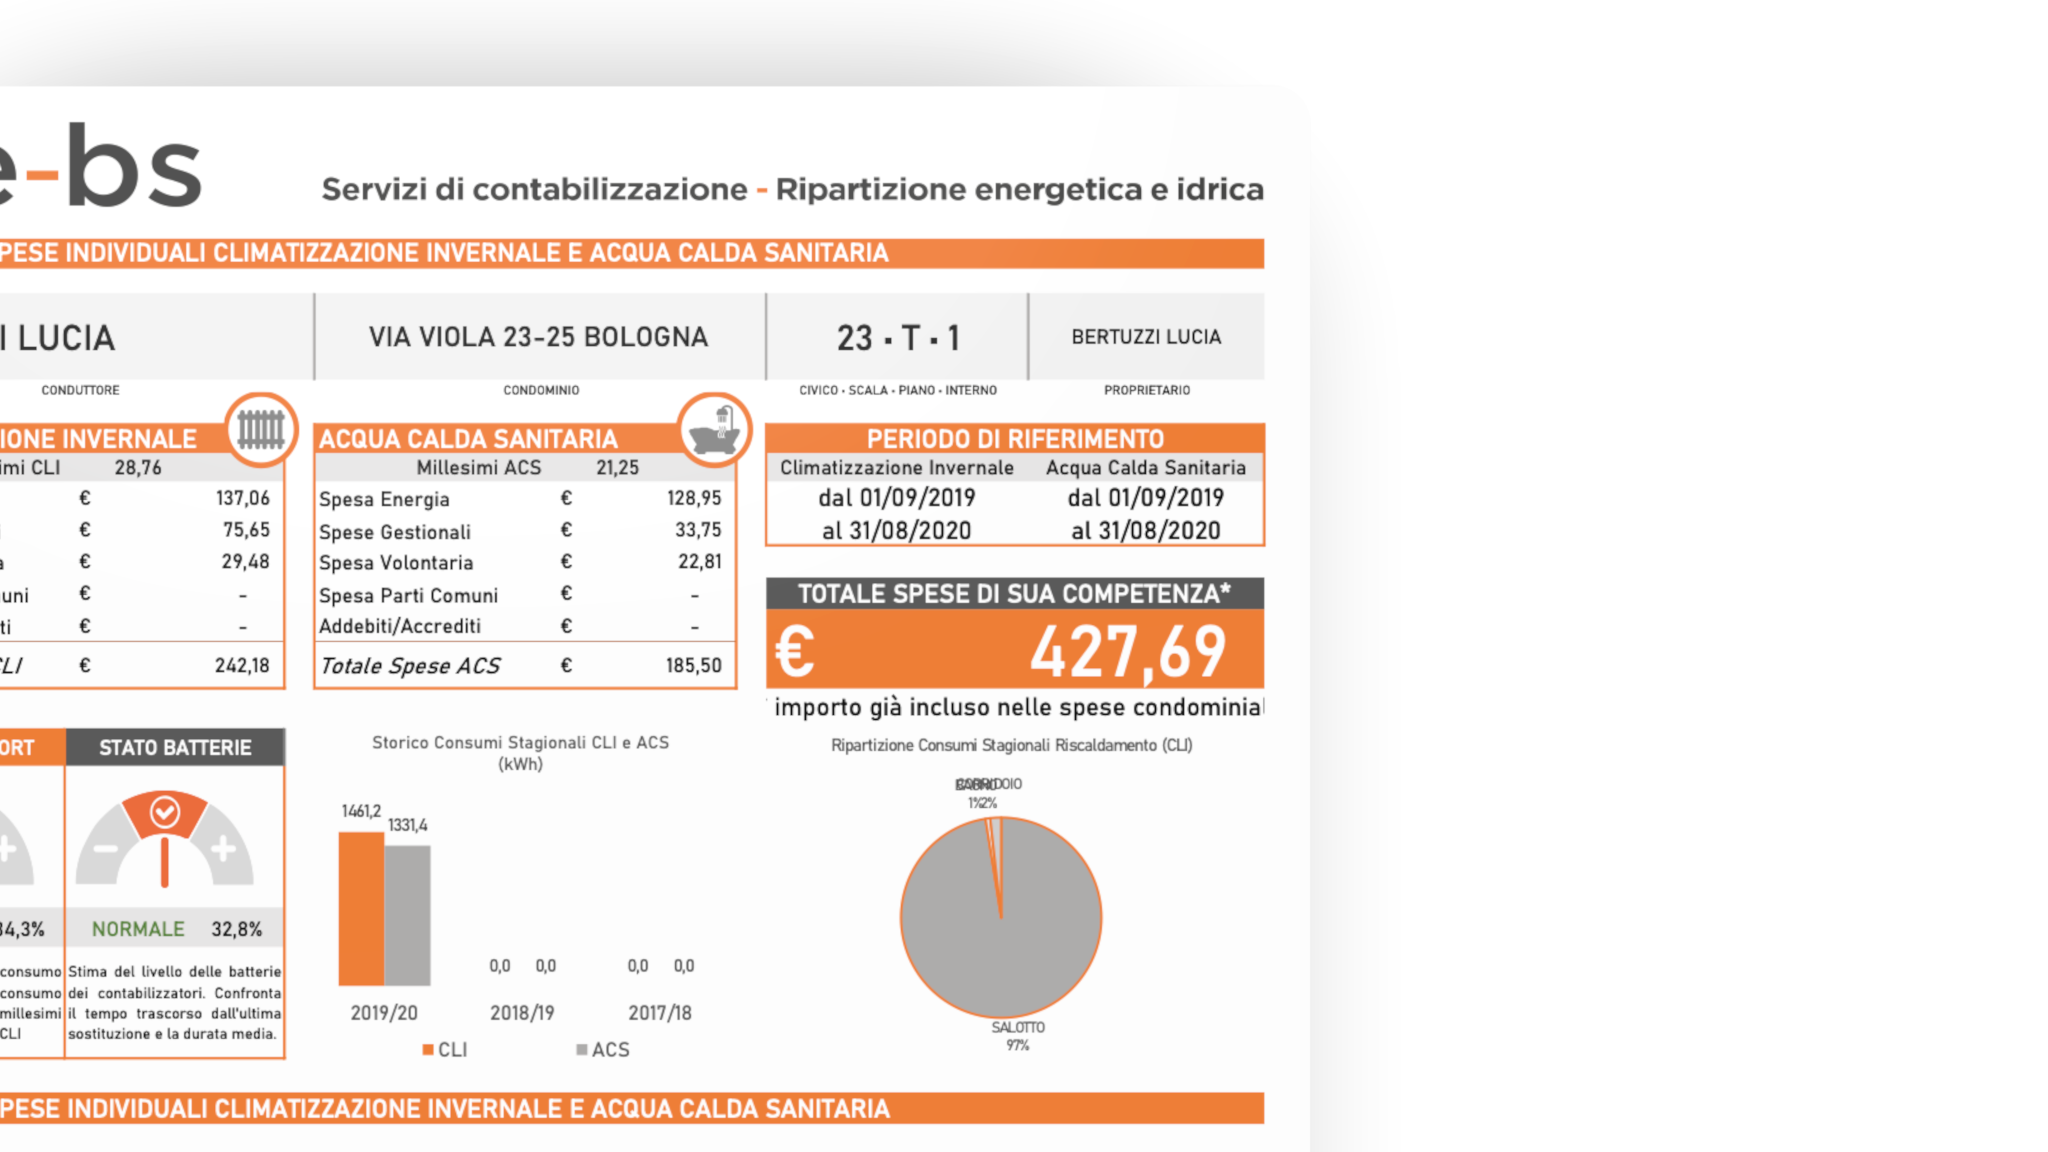 e-bs
Servizi di contabilizzazione - Ripartizione energetica e idrica
PESE INDIVIDUALI CLIMATIZZAZIONE INVERNALE E ACQUA CALDA SANITARIA
I LUCIA
VIA VIOLA 23-25 BOLOGNA
23 ▪ T ▪ 1
BERTUZZI LUCIA
CONDUTTORE
CONDOMINIO
CIVICO ▪ SCALA ▪ PIANO ▪ INTERNO
PROPRIETARIO
IONE INVERNALE
imi CLI 28,76
€ 137,06
€ 75,65
a € 29,48
uni € -
ti € -
CLI € 242,18
ACQUA CALDA SANITARIA
Millesimi ACS 21,25
Spesa Energia € 128,95
Spese Gestionali € 33,75
Spesa Volontaria € 22,81
Spesa Parti Comuni € -
Addebiti/Accrediti € -
Totale Spese ACS € 185,50
PERIODO DI RIFERIMENTO
Climatizzazione Invernale Acqua Calda Sanitaria
dal 01/09/2019 dal 01/09/2019
al 31/08/2020 al 31/08/2020
TOTALE SPESE DI SUA COMPETENZA*
€ 427,69
importo già incluso nelle spese condominial
ORT
34,3%
consumo
consumo
millesimi
CLI
STATO BATTERIE
NORMALE 32,8%
Stima del livello delle batterie
dei contabilizzatori. Confronta
il tempo trascorso dall'ultima
sostituzione e la durata media.
Storico Consumi Stagionali CLI e ACS
(kWh)
1461,2
1331,4
0,0 0,0 0,0 0,0
2019/20 2018/19 2017/18
CLI ACS
Ripartizione Consumi Stagionali Riscaldamento (CLI)
CORRIDOIO
1% 2%
SALOTTO
97%
PESE INDIVIDUALI CLIMATIZZAZIONE INVERNALE E ACQUA CALDA SANITARIA